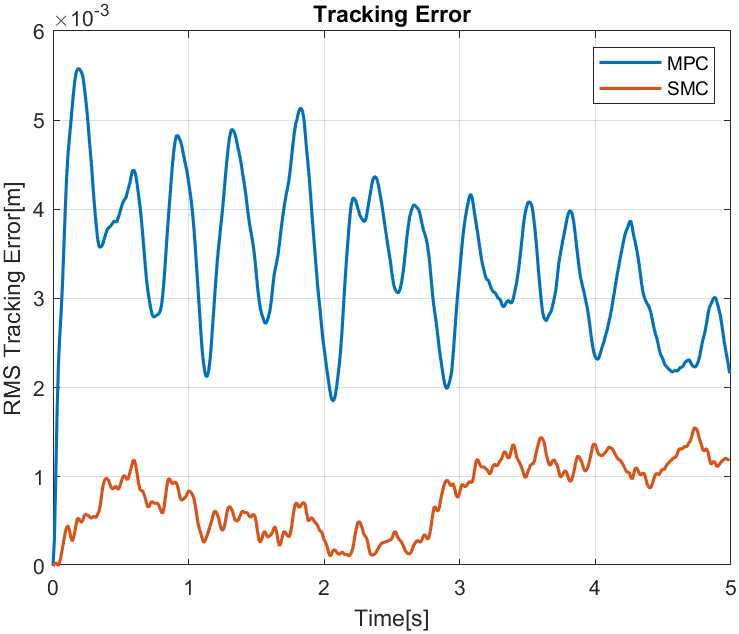 Tracking Error
×10⁻³
6
5
4
3
2
1
0
RMS Tracking Error[m]
MPC
SMC
0 1 2 3 4 5
Time[s]